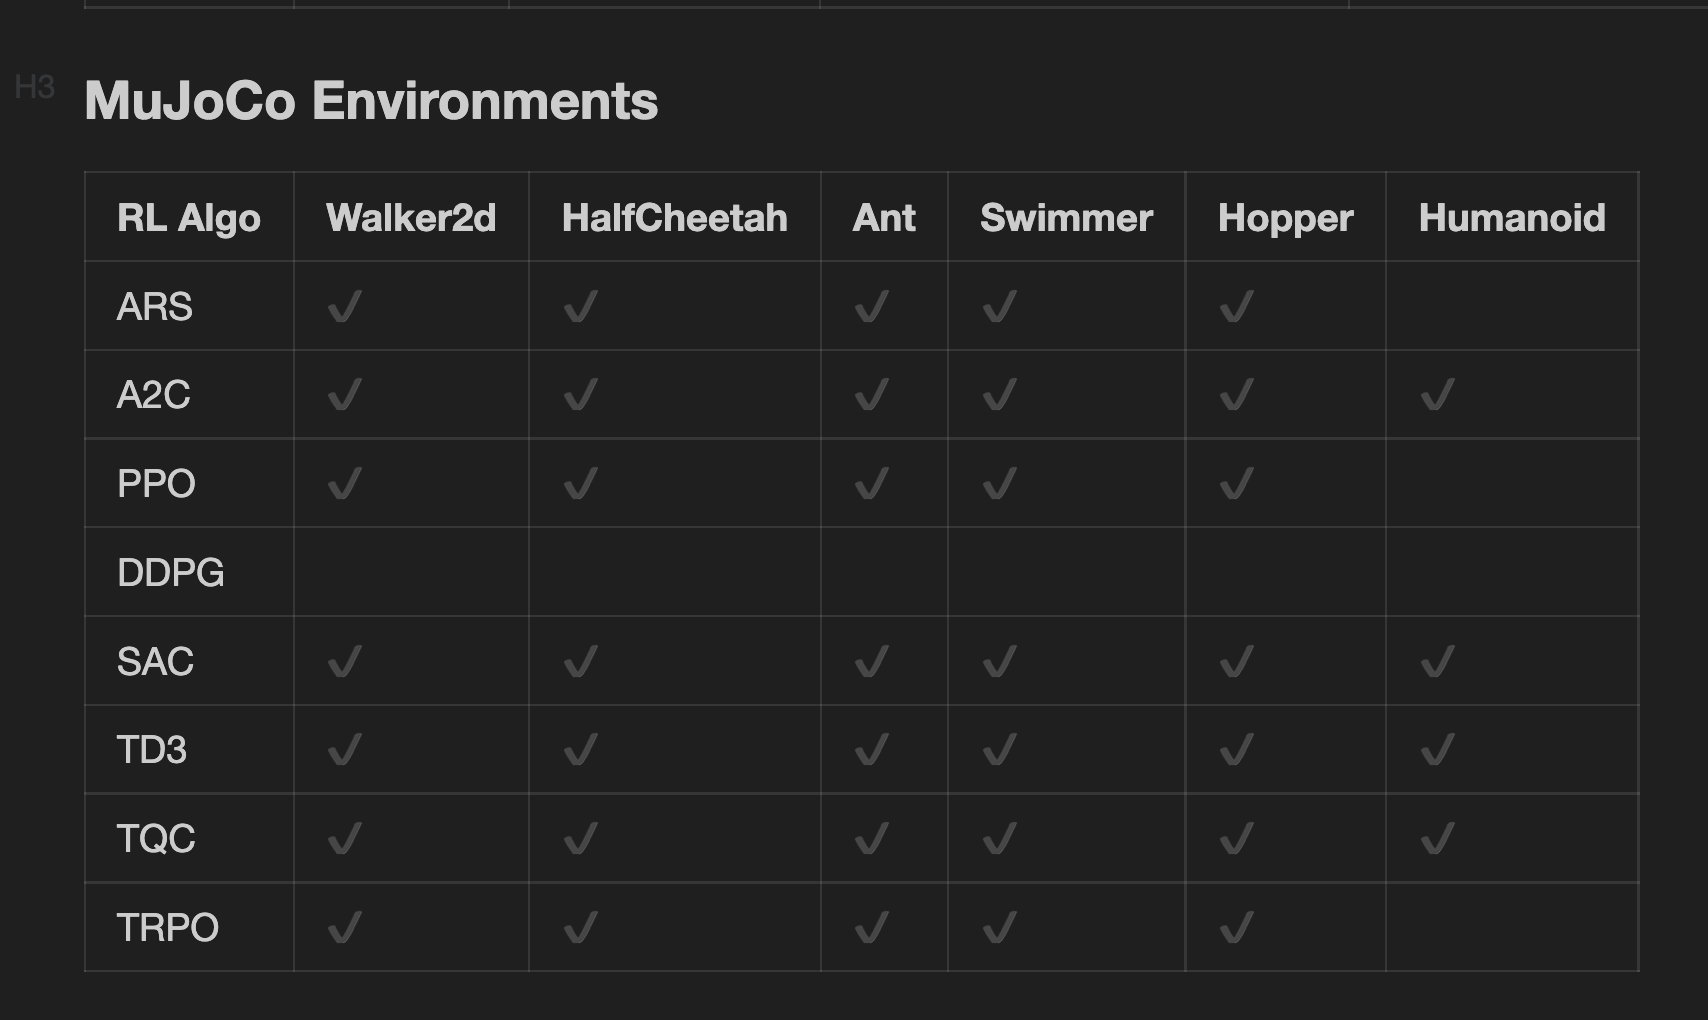 H3
MuJoCo Environments
RL Algo Walker2d HalfCheetah Ant Swimmer Hopper Humanoid
ARS ✔ ✔ ✔ ✔ ✔
A2C ✔ ✔ ✔ ✔ ✔ ✔
PPO ✔ ✔ ✔ ✔ ✔
DDPG
SAC ✔ ✔ ✔ ✔ ✔ ✔
TD3 ✔ ✔ ✔ ✔ ✔ ✔
TQC ✔ ✔ ✔ ✔ ✔ ✔
TRPO ✔ ✔ ✔ ✔ ✔